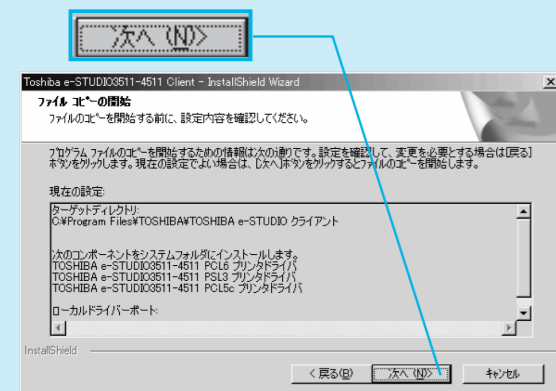 次へ(N)>
Toshiba e-STUDIO3511-4511 Client - InstallShield Wizard
ファイル コピーの開始
ファイルのコピーを開始する前に、設定内容を確認してください。
プログラム ファイルのコピーを開始するための情報は次の通りです。設定を確認して、変更を必要とする場合は[戻る]
ボタンをクリックします。現在の設定でよい場合は、[次へ]ボタンをクリックするとファイルのコピーを開始します。
現在の設定:
ターゲットディレクトリ:
C:¥Program Files¥TOSHIBA¥TOSHIBA e-STUDIO クライアント
次のコンポーネントをシステムフォルダにインストールします。
TOSHIBA e-STUDIO3511-4511 PCL6 プリンタドライバ
TOSHIBA e-STUDIO3511-4511 PSL3 プリンタドライバ
TOSHIBA e-STUDIO3511-4511 PCL5c プリンタドライバ
ローカルドライバーポート:
InstallShield
< 戻る(B)
次へ(N)>
キャンセル